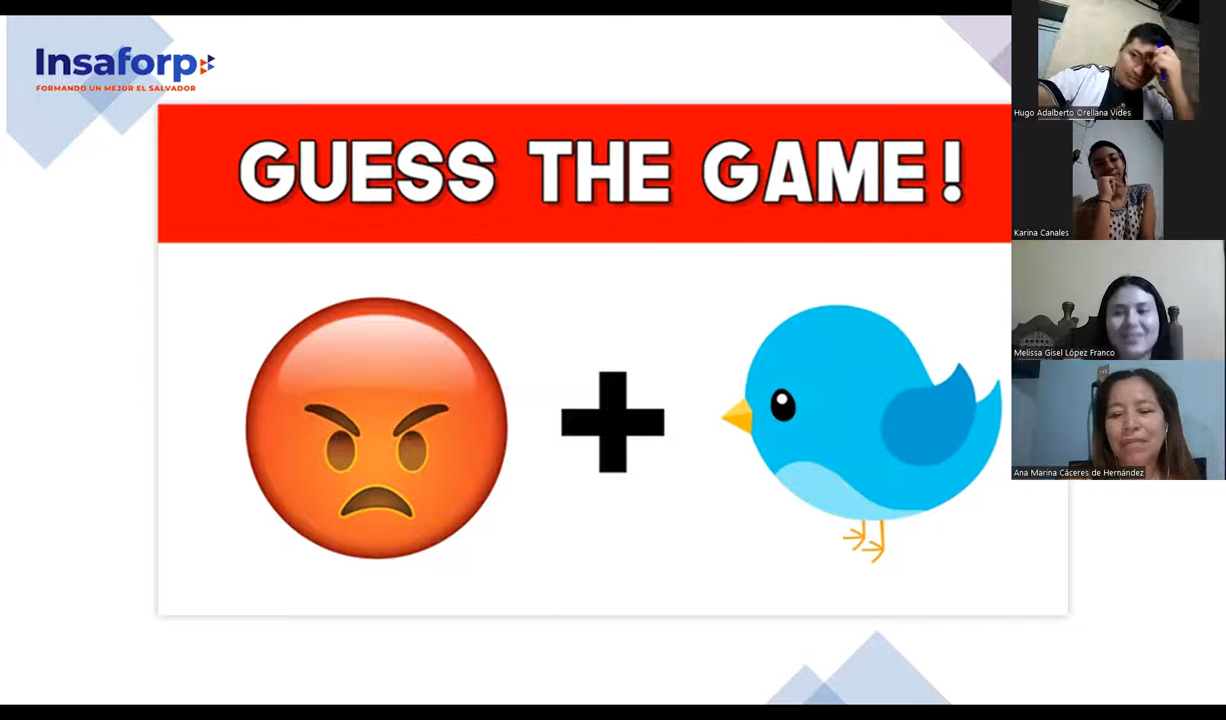 Insaforp
FORMANDO UN MEJOR EL SALVADOR
GUESS THE GAME!
Hugo Adalberto Orellana Vides
Karina Canales
Melissa Gisel López Franco
Ana Marina Cáceres de Hernández